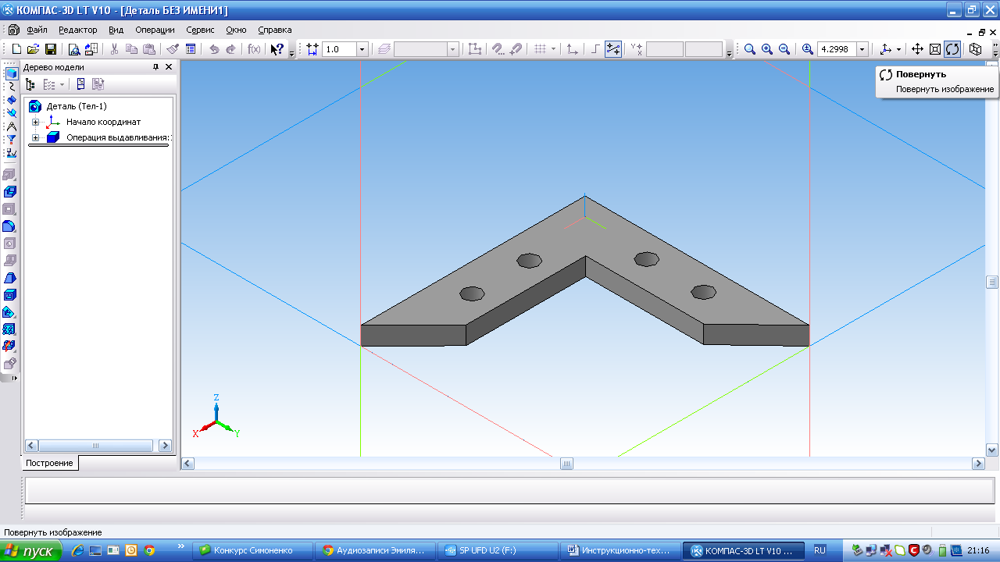 КОМПАС-3D LT V10 - [Деталь БЕЗ ИМЕНИ1]
Файл Редактор Вид Операции Сервис Окно Справка
f(x) 1.0 4.2998
Дерево модели
Повернуть
Повернуть изображение
Деталь (Тел-1)
Начало координат
Операция выдавливания:
Z
X
Y
Построение
Повернуть изображение
пуск
Конкурс Симоненко
Аудиозаписи Эмиля...
SP UFD U2 (F:)
Инструкционно-тех...
КОМПАС-3D LT V10 ...
RU
21:16